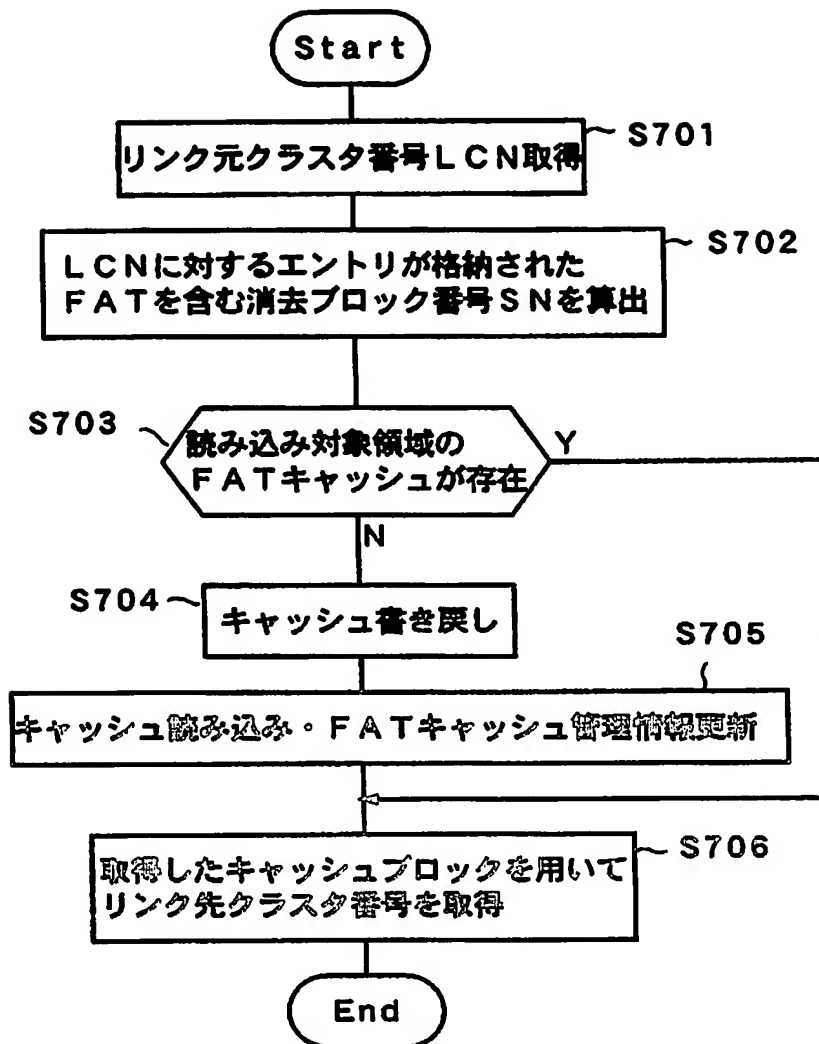 Start
リンク元クラスタ番号LCN取得
S701
LCNに対するエントリが格納された
FATを含む消去ブロック番号SNを算出
S702
S703
読み込み対象領域の
FATキャッシュが存在
Y
N
S704
キャッシュ書き戻し
S705
キャッシュ読み込み・FATキャッシュ管理情報更新
取得したキャッシュブロックを用いて
リンク先クラスタ番号を取得
S706
End